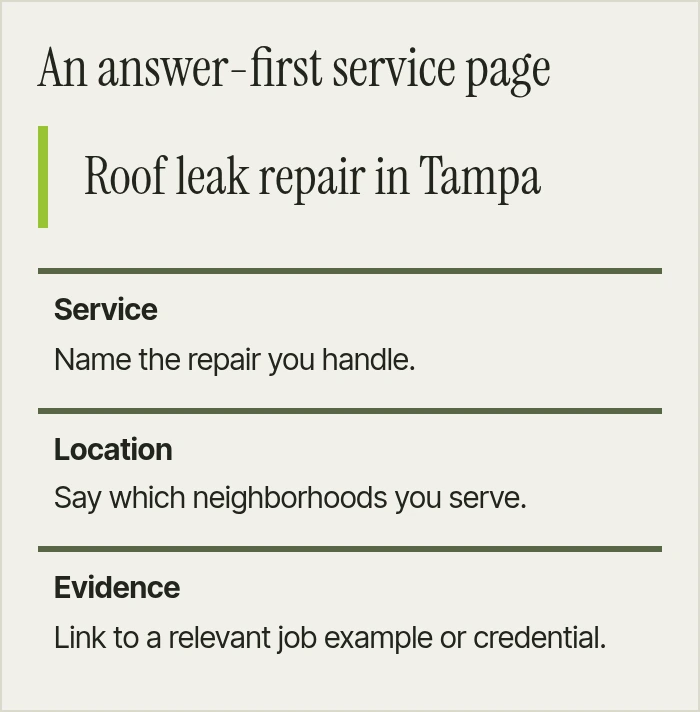 An answer-first service page
Roof leak repair in Tampa
Service
Name the repair you handle.
Location
Say which neighborhoods you serve.
Evidence
Link to a relevant job example or credential.